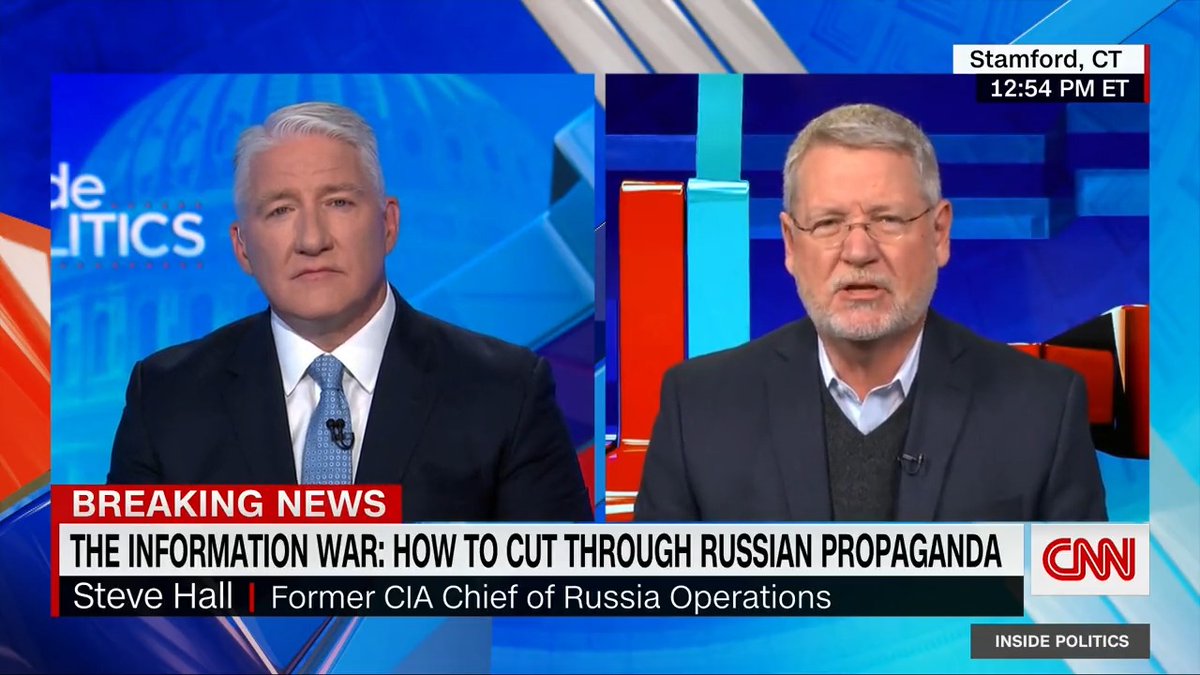 Stamford, CT
12:54 PM ET
de
LITICS
BREAKING NEWS
THE INFORMATION WAR: HOW TO CUT THROUGH RUSSIAN PROPAGANDA
Steve Hall | Former CIA Chief of Russia Operations
CNN
INSIDE POLITICS